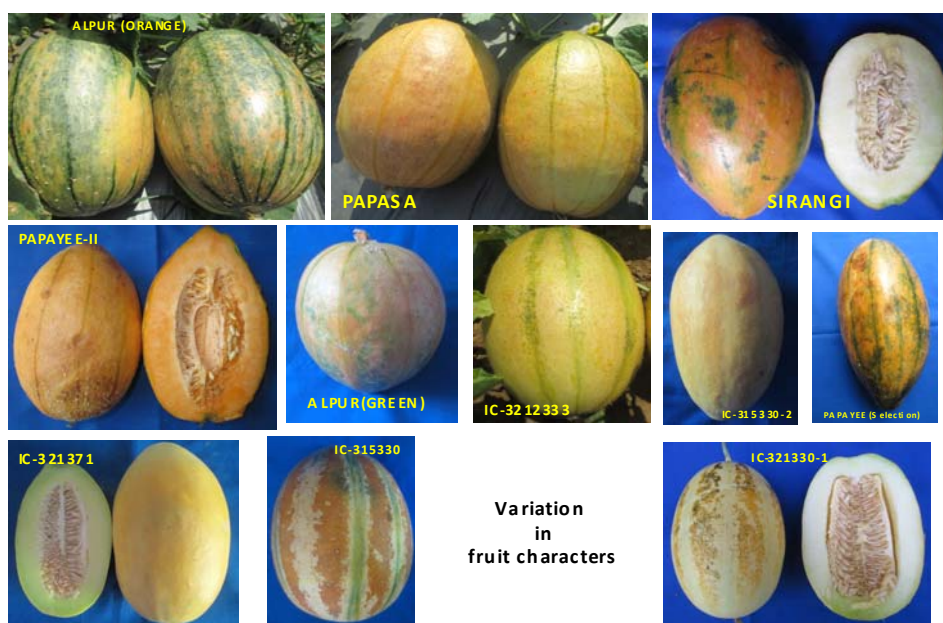 ALPUR (ORANGE)
PAPASA
SIRANGI
PAPAYEE-II
ALPUR(GREEN)
IC-3212333
IC-315330-2
PAPAYEE (Selection)
IC-321371
IC-315330
Variation
in
fruit characters
IC-321330-1